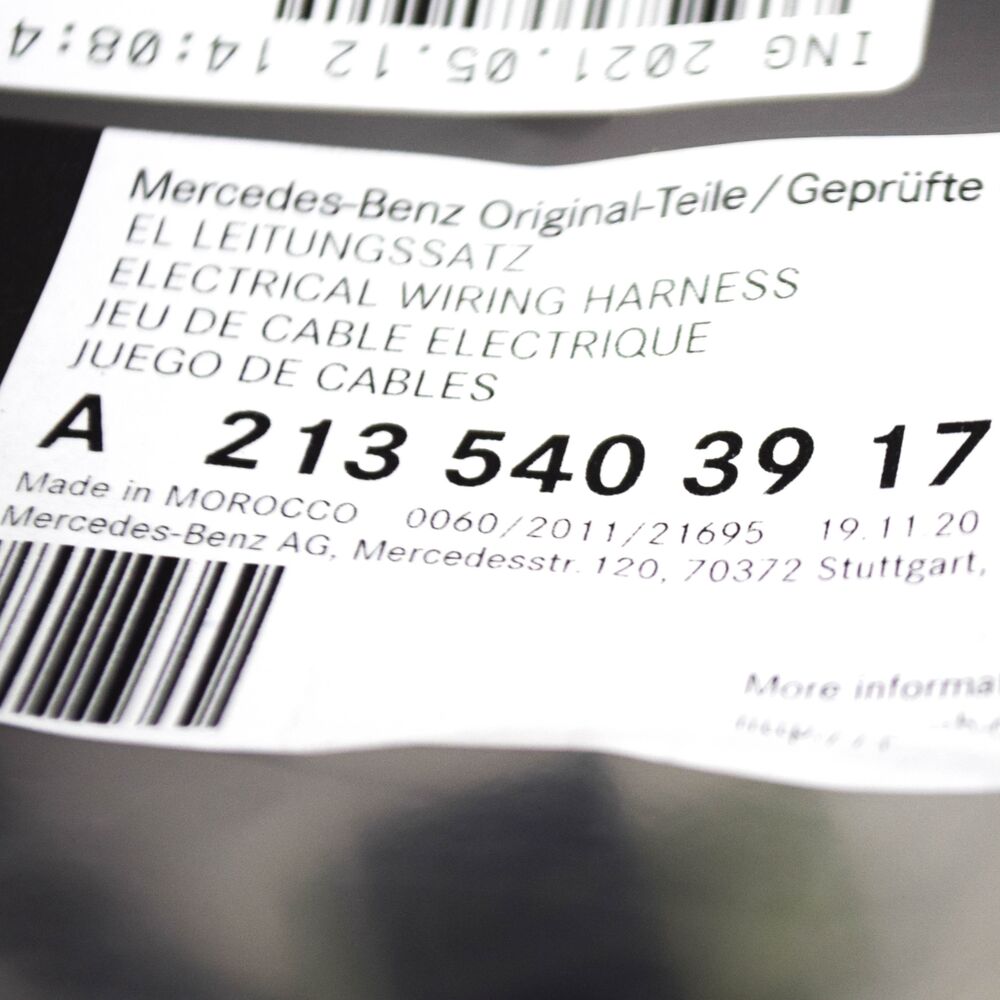 ING 2021.05.12 14:08:4
Mercedes-Benz Original-Teile/Geprüfte
EL LEITUNGSSATZ
ELECTRICAL WIRING HARNESS
JEU DE CABLE ELECTRIQUE
JUEGO DE CABLES
A 213 540 39 17
Made in MOROCCO 0060/2011/21695 19.11.20
Mercedes-Benz AG, Mercedesstr. 120, 70372 Stuttgart,
More informa